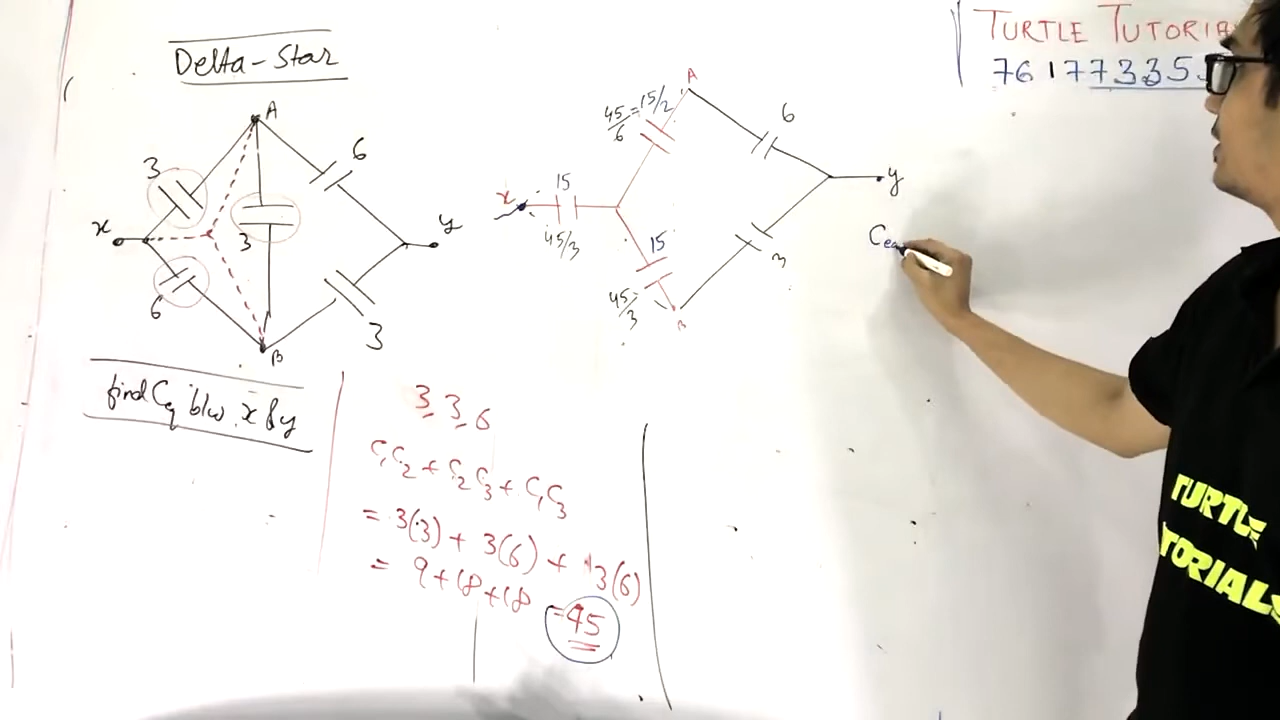 TURTLE TUTORIA
76177335
Delta-Star
A
3
6
x
3
y
6
3
B
find Ceq b/w x & y
A
45/6 = 15/2
6
x
15
y
45/3
15
3
45/3
B
Ceq
3 3 6
C₁C₂ + C₂C₃ + C₁C₃
= 3(3) + 3(6) + 3(6)
= 9+18+18 = 45
TURTLE
TORIALS